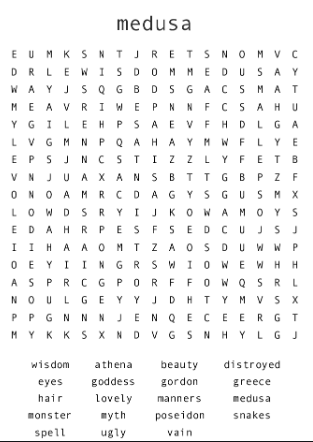 medusa
E U M K S N T J R E T S N O M V C
D R L E W I S D O M M E D U S A Y
W A Y J S Q G B D S G A C S M A T
M E A V R I W E P N N F C S A H U
Y G I L E H P S A E V F H D L G A
L V G M N P Q A H A Y M W F L Y E
E P S J N C S T I Z Z L Y F E T B
V N J U A X A N S B T T G B P Z F
O N O A M R C D A G Y S G U S M X
L O W D S R Y I J K O W A M O Y S
E D A H R P E S F S E D C U J S J
I I H A A O M T Z A O S D U W W P
O E Y I I N G R S W I O W E W H H
A S P R C G P O R F F O W Q S R L
N O U L G E Y Y J D H T Y M V S X
P P G N N N J E N Q E C E E R G T
M Y K K S X N D V G S N H Y L G J
wisdom athena beauty distroyed
eyes goddess gordon greece
hair lovely manners medusa
monster myth poseidon snakes
spell ugly vain